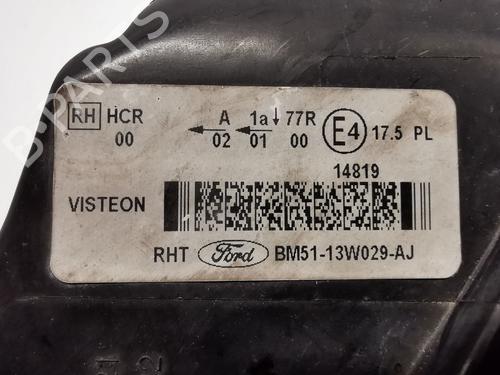 RH HCR A 1a 77R E4 17.5 PL
00 02 01 00
14819
VISTEON
RHT Ford BM51-13W029-AJ
B-PARTS